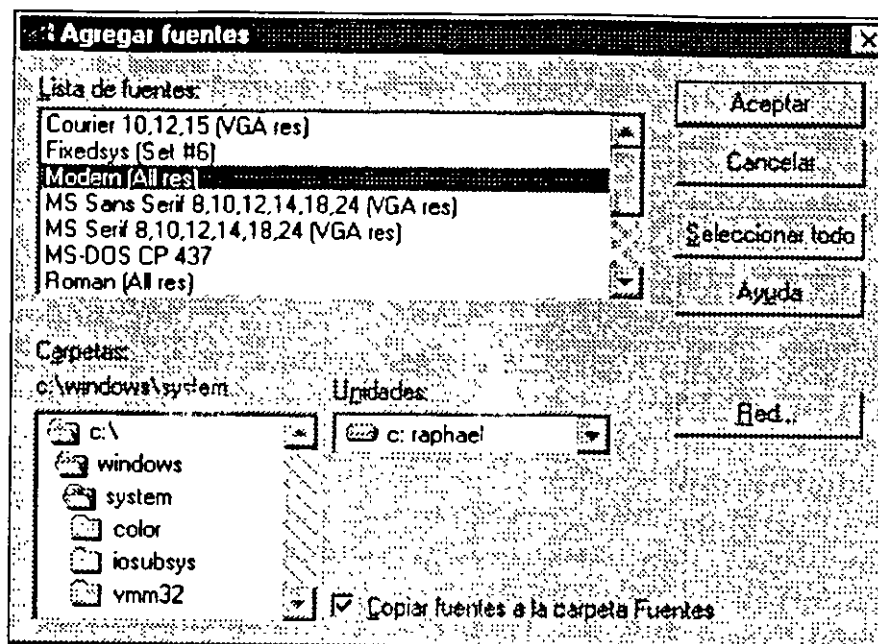 Agregar fuentes
Lista de fuentes:
Courier 10,12,15 (VGA res)
Fixedsys (Set #6)
Modern (All res)
MS Sans Serif 8,10,12,14,18,24 (VGA res)
MS Serif 8,10,12,14,18,24 (VGA res)
MS-DOS CP 437
Roman (All res)
Aceptar
Cancelar
Seleccionar todo
Ayuda
Carpetas:
c:\windows\system
c:\
windows
system
color
iosubsys
vmm32
Unidades:
c: raphael
Red...
Copiar fuentes a la carpeta Fuentes